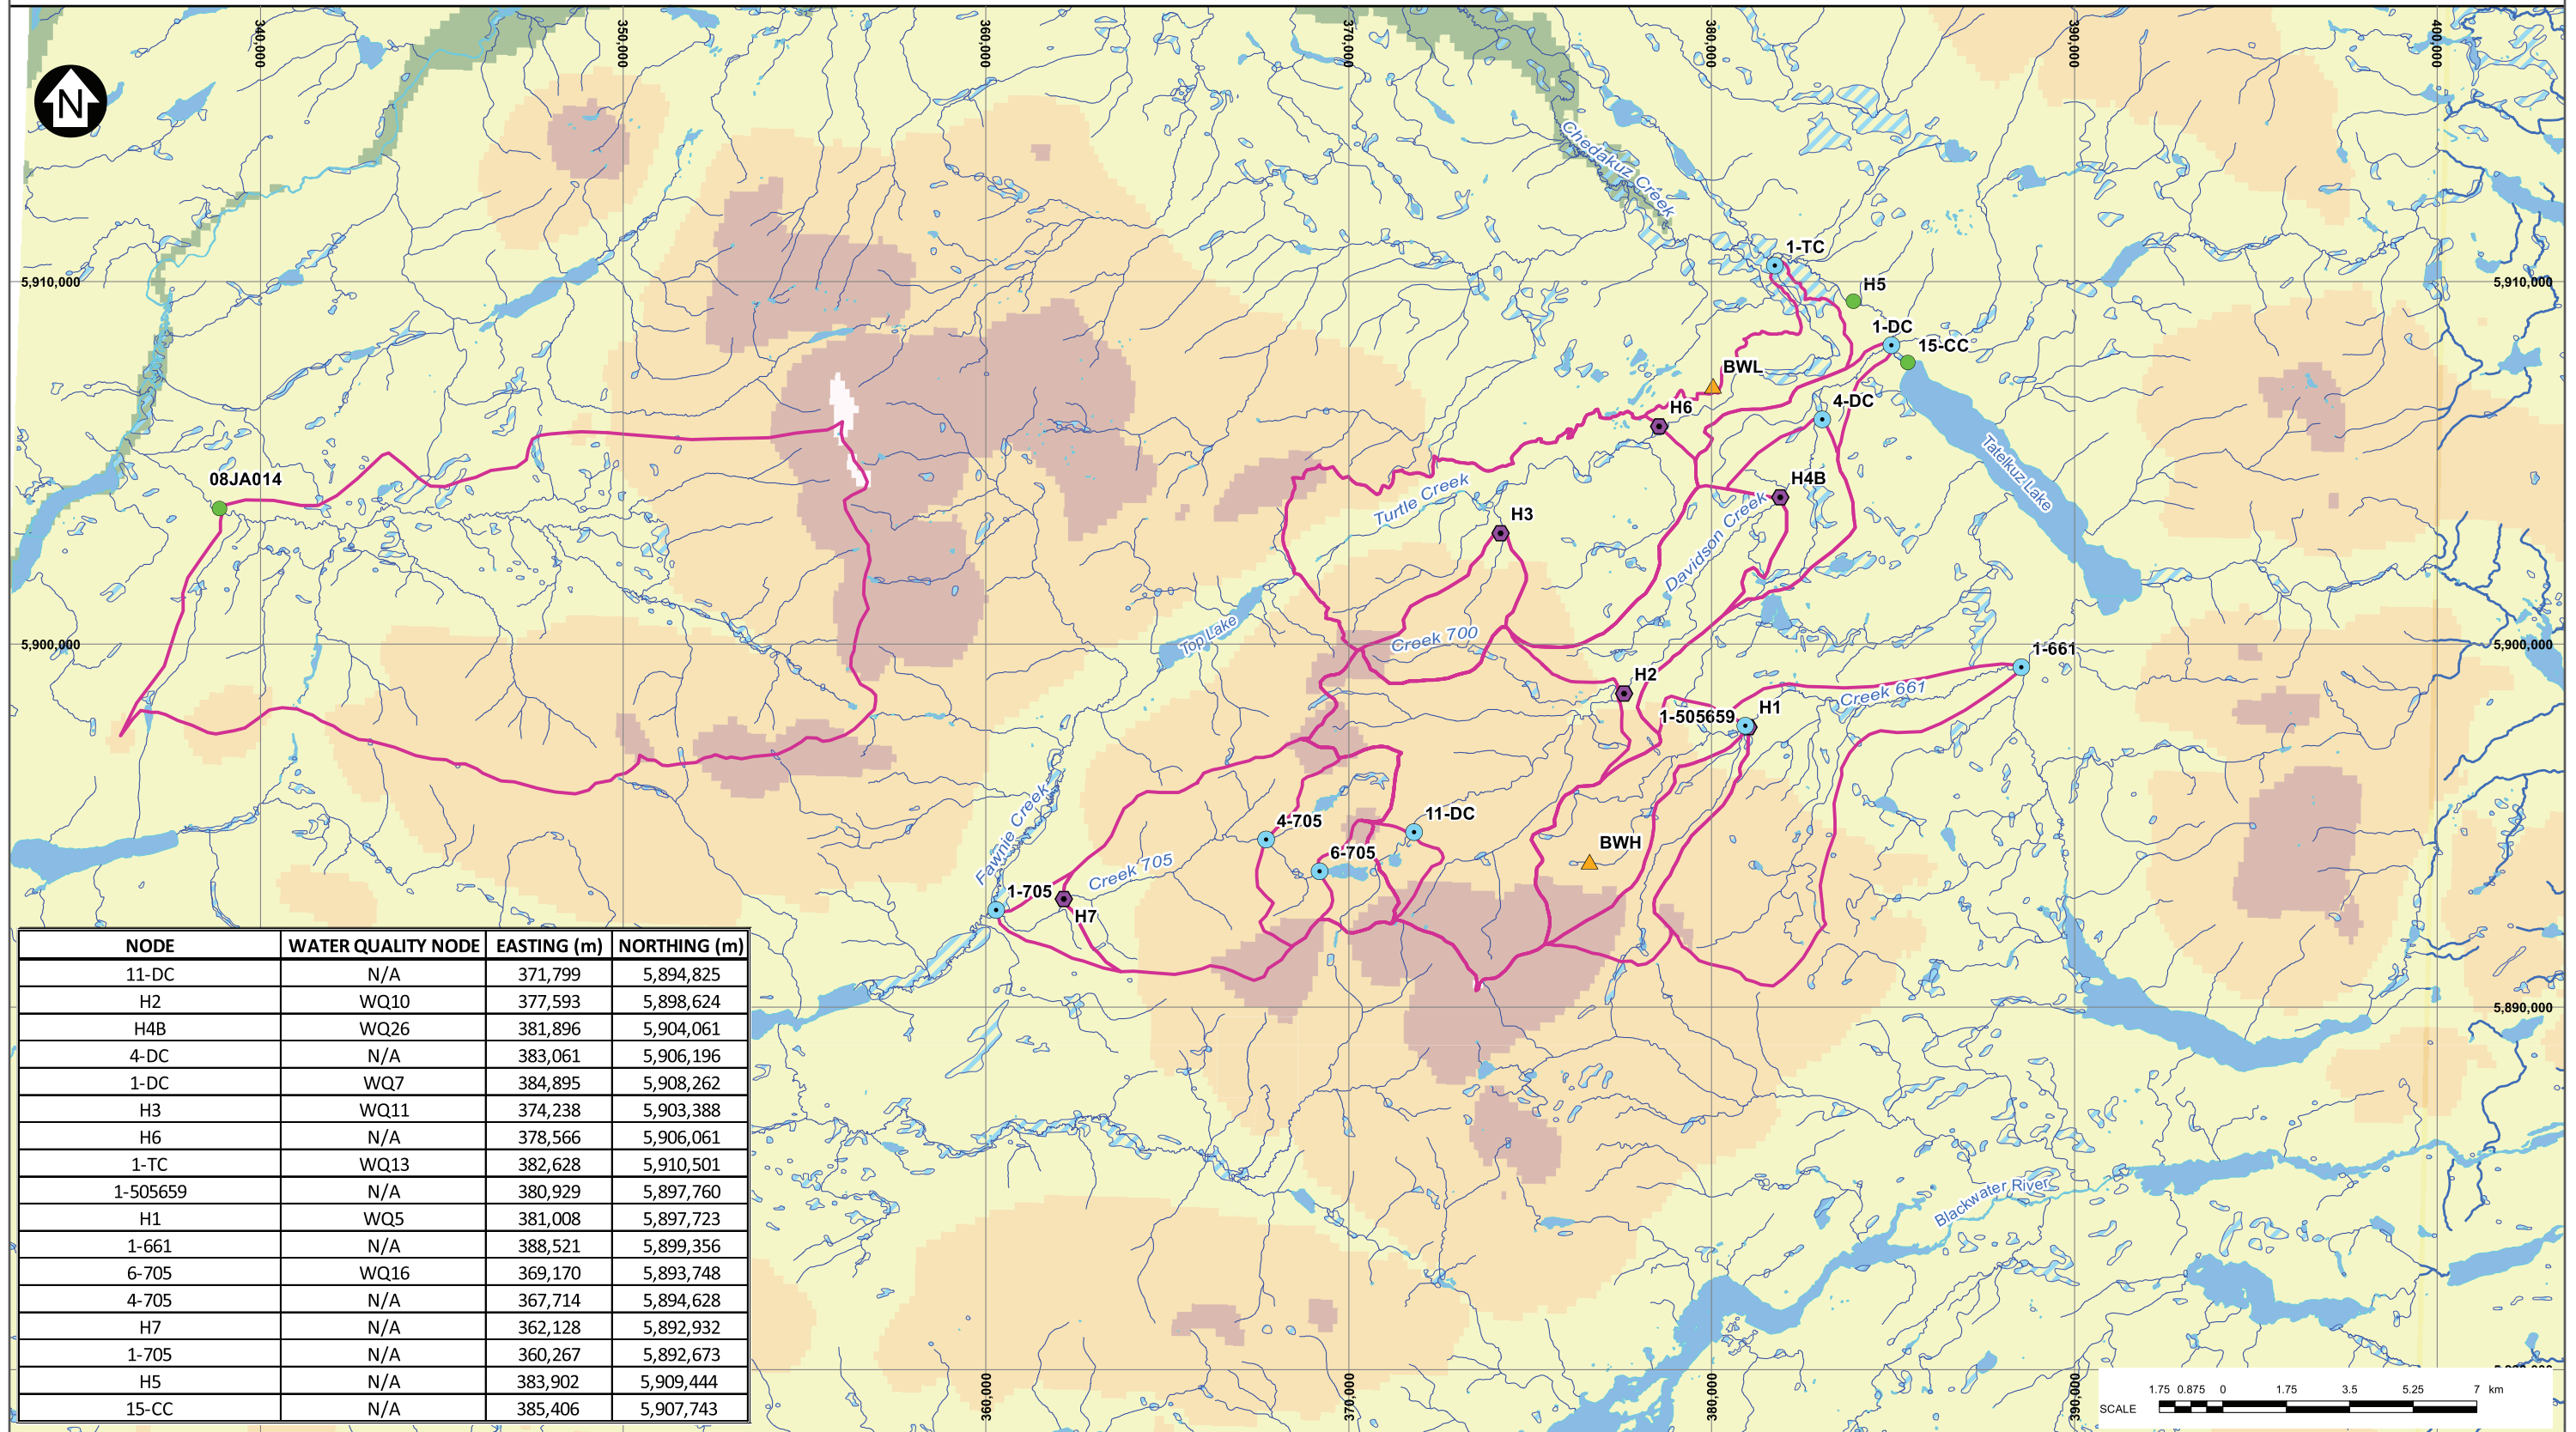 340,000
350,000
360,000
370,000
380,000
390,000
400,000
N
Chedakuz Creek
1-TC
5,910,000
H5
5,910,000
1-DC
15-CC
BWL
4-DC
H6
Tatelkuz Lake
08JA014
H4B
Turtle Creek
H3
Davidson Creek
Top Lake
Creek 700
5,900,000
5,900,000
1-661
H2
Creek 661
1-505659
H1
4-705
11-DC
BWH
6-705
Fawnie Creek
Creek 705
1-705
H7
NODE WATER QUALITY NODE EASTING (m) NORTHING (m)
11-DC N/A 371,799 5,894,825
H2 WQ10 377,593 5,898,624
H4B WQ26 381,896 5,904,061
4-DC N/A 383,061 5,906,196
1-DC WQ7 384,895 5,908,262
H3 WQ11 374,238 5,903,388
H6 N/A 378,566 5,906,061
1-TC WQ13 382,628 5,910,501
1-505659 N/A 380,929 5,897,760
H1 WQ5 381,008 5,897,723
1-661 N/A 388,521 5,899,356
6-705 WQ16 369,170 5,893,748
4-705 N/A 367,714 5,894,628
H7 N/A 362,128 5,892,932
1-705 N/A 360,267 5,892,673
H5 N/A 383,902 5,909,444
15-CC N/A 385,406 5,907,743
5,890,000
Blackwater River
360,000
370,000
380,000
390,000
1.75 0.875 0 1.75 3.5 5.25 7 km
SCALE